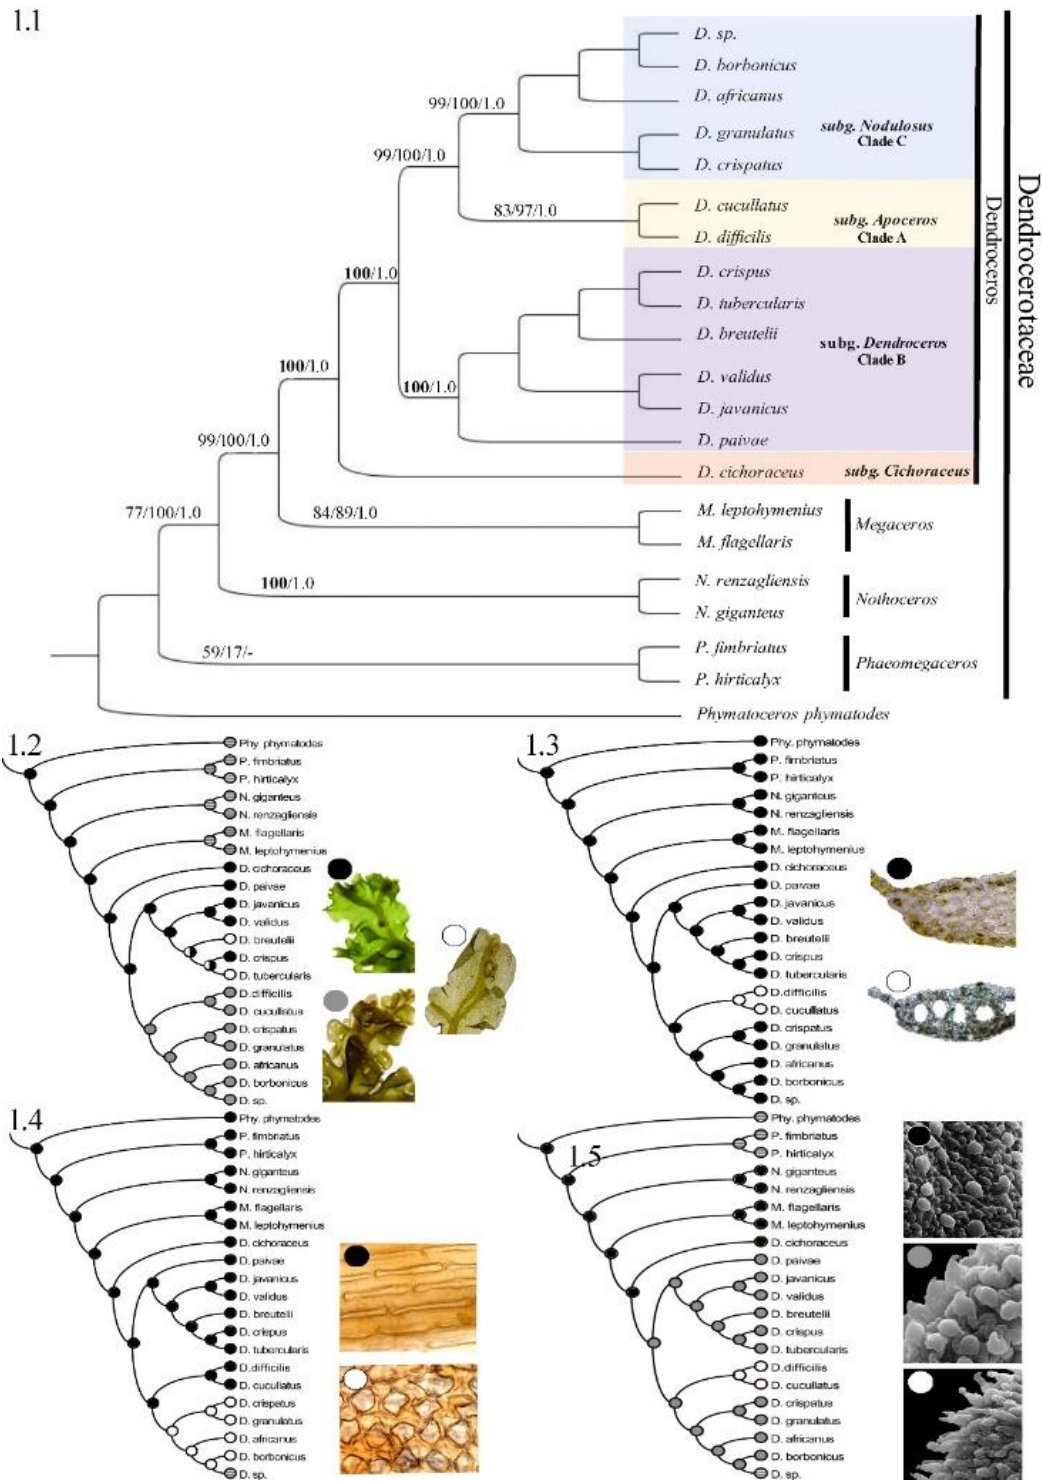 1.1
D. sp.
D. borbonicus
99/100/1.0
D. africanus
D. granulatus
subg. Nodulosus
Clade C
99/100/1.0
D. crispatus
83/97/1.0
D. cucullatus
subg. Apoceros
Clade A
D. difficilis
100/1.0
D. crispus
D. tubercularis
D. breutelii
subg. Dendroceros
Clade B
100/1.0
100/1.0
D. validus
D. javanicus
D. paivae
99/100/1.0
D. cichoraceus
subg. Cichoraceus
Dendroceros
Dendrocerotaceae
77/100/1.0
84/89/1.0
M. leptohymenius
M. flagellaris
Megaceros
100/1.0
N. renzagliensis
N. giganteus
Nothoceros
59/17/-
P. fimbriatus
P. hirticalyx
Phaeomegaceros
Phymatoceros phymatodes
1.2
Phy. phymatodes
P. fimbriatus
P. hirticalyx
N. giganteus
N. renzagliensis
M. flagellaris
M. leptohymenius
D. cichoraceus
D. paivae
D. javanicus
D. validus
D. breutelii
D. crispus
D. tubercularis
D.difficilis
D. cucullatus
D. crispatus
D. granulatus
D. africanus
D. borbonicus
D. sp.
1.3
Phy. phymatodes
P. fimbriatus
P. hirticalyx
N. giganteus
N. renzagliensis
M. flagellaris
M. leptohymenius
D. cichoraceus
D. paivae
D. javanicus
D. validus
D. breutelii
D. crispus
D. tubercularis
D.difficilis
D. cucullatus
D. crispatus
D. granulatus
D. africanus
D. borbonicus
D. sp.
1.4
Phy. phymatodes
P. fimbriatus
P. hirticalyx
N. giganteus
N. renzagliensis
M. flagellaris
M. leptohymenius
D. cichoraceus
D. paivae
D. javanicus
D. validus
D. breutelii
D. crispus
D. tubercularis
D.difficilis
D. cucullatus
D. crispatus
D. granulatus
D. africanus
D. borbonicus
D. sp.
1.5
Phy. phymatodes
P. fimbriatus
P. hirticalyx
N. giganteus
N. renzagliensis
M. flagellaris
M. leptohymenius
D. cichoraceus
D. paivae
D. javanicus
D. validus
D. breutelii
D. crispus
D. tubercularis
D.difficilis
D. cucullatus
D. crispatus
D. granulatus
D. africanus
D. borbonicus
D. sp.